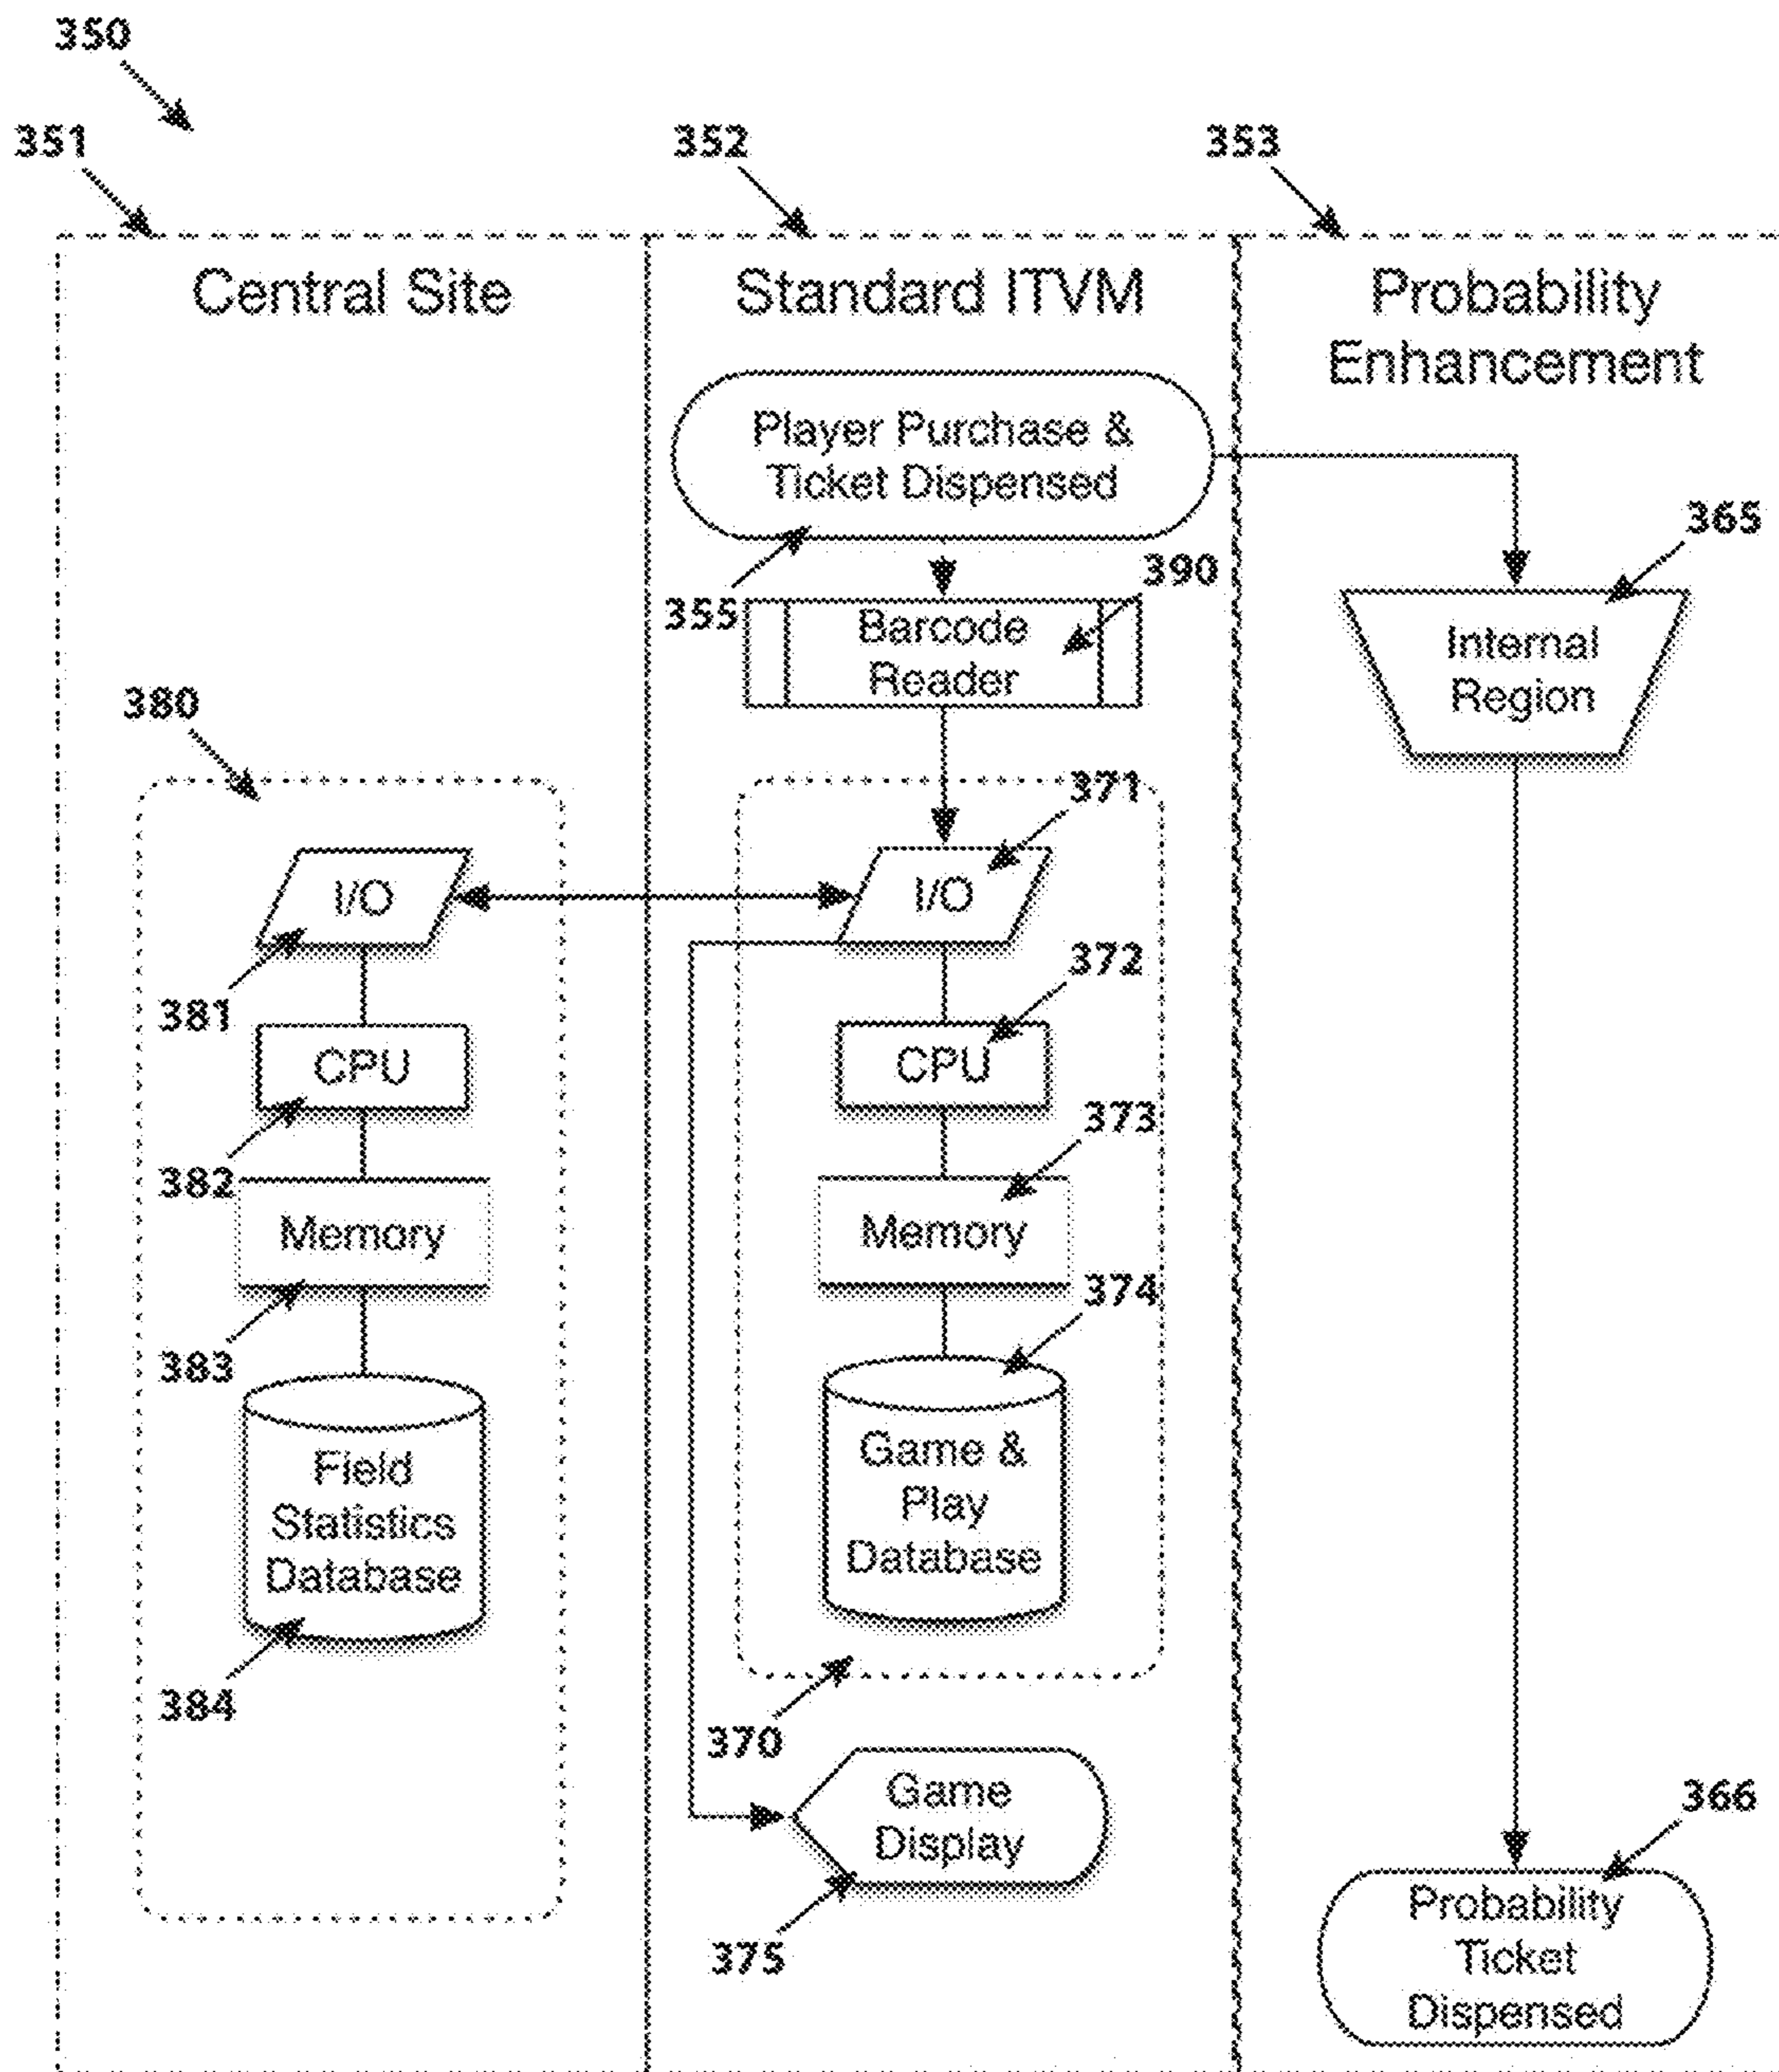 350
351
352
353
Central Site
Standard ITVM
Probability
Enhancement
Player Purchase &
Ticket Dispensed
355
390
365
Barcode
Reader
Internal
Region
380
371
I/O
I/O
381
372
CPU
CPU
382
373
Memory
Memory
383
374
Field
Statistics
Database
Game &
Play
Database
384
370
Game
Display
375
366
Probability
Ticket
Dispensed